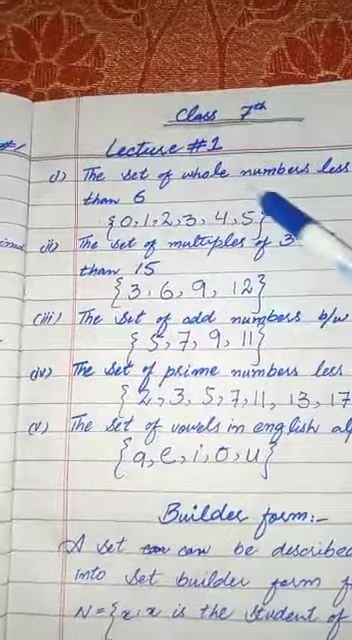 Class 7th
Lecture #1
i) The set of whole numbers less
than 6
{0,1,2,3,4,5}
ii) The set of multuples of 3
than 15
{3,6,9,12}
(iii) The set of odd numbers b/w
{5,7,9,11}
(iv) The set of prime numbers less
{2,3,5,7,11,13,17
(v) The set of vowels in english al
{a,e,i,o,u}
Builder form:-
A set can can be described
into set builder form
N={x:x is the student of